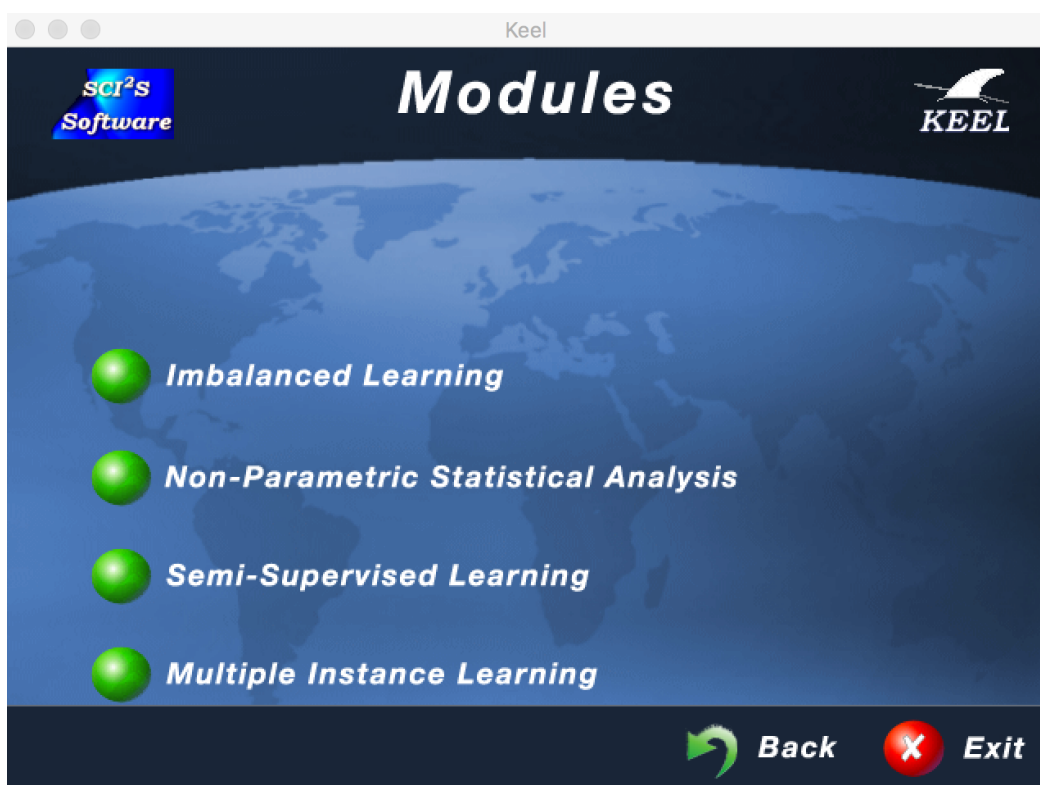 Keel
SCI²S
Software
Modules
KEEL
Imbalanced Learning
Non-Parametric Statistical Analysis
Semi-Supervised Learning
Multiple Instance Learning
Back
Exit